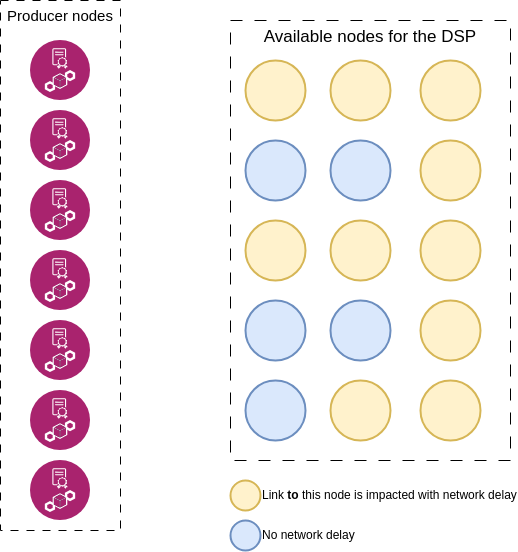 Producer nodes
Available nodes for the DSP
Link to this node is impacted with network delay
No network delay